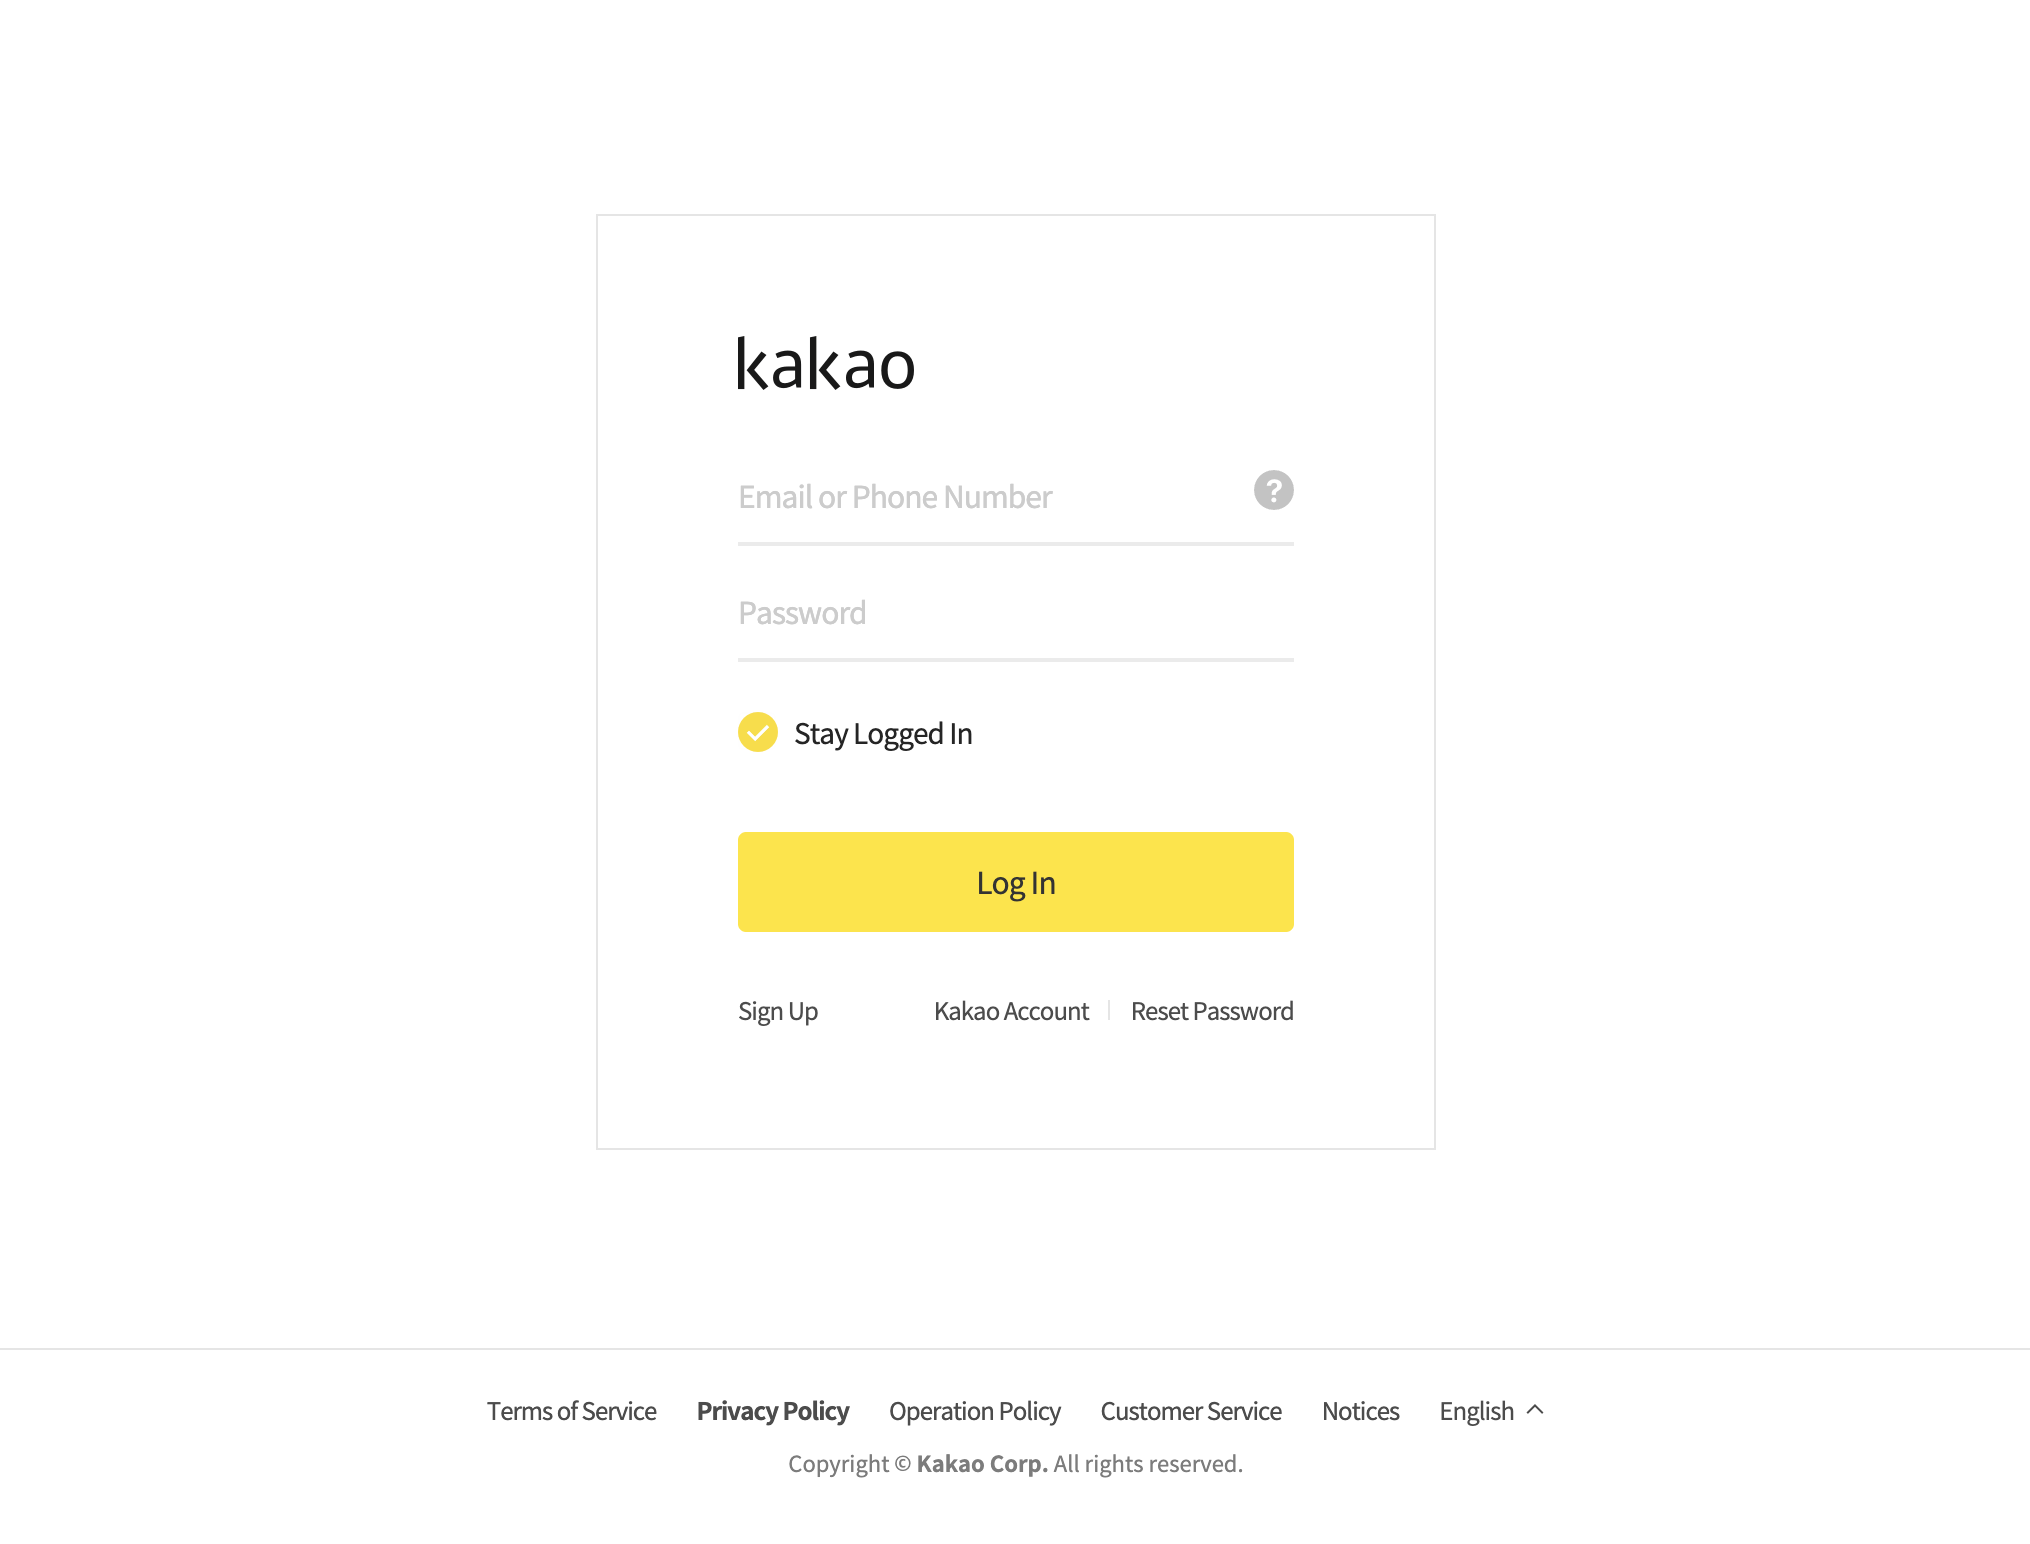 kakao
Email or Phone Number ?
Password
Stay Logged In
Log In
Sign Up Kakao Account Reset Password
Terms of Service Privacy Policy Operation Policy Customer Service Notices English
Copyright © Kakao Corp. All rights reserved.